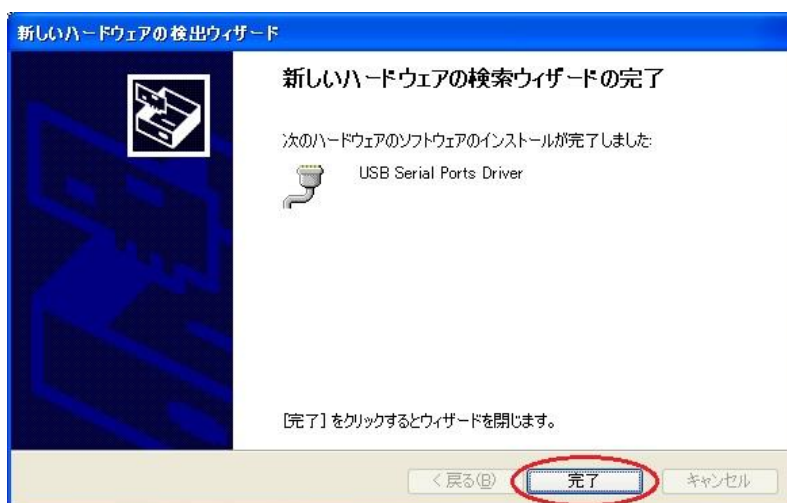 新しいハードウェアの検出ウィザード
新しいハードウェアの検索ウィザードの完了
次のハードウェアのソフトウェアのインストールが完了しました:
USB Serial Ports Driver
[完了] をクリックするとウィザードを閉じます。
< 戻る(B)
完了
キャンセル